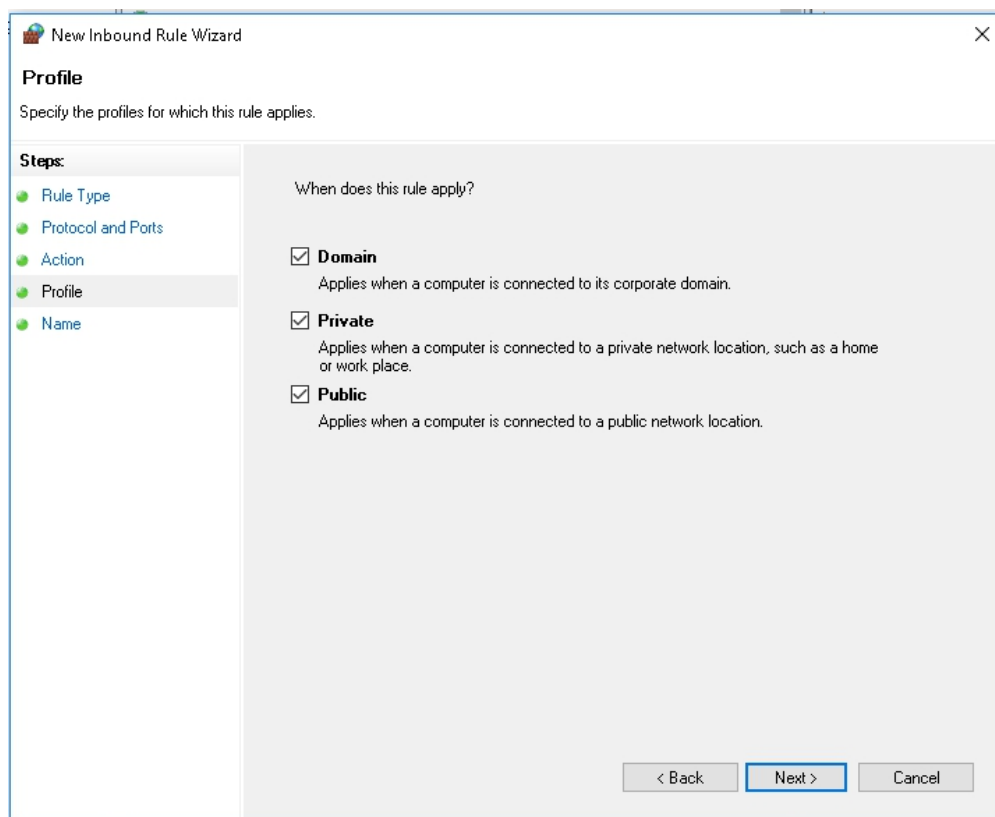 New Inbound Rule Wizard
Profile
Specify the profiles for which this rule applies.
Steps:
Rule Type
Protocol and Ports
Action
Profile
Name
When does this rule apply?
Domain
Applies when a computer is connected to its corporate domain.
Private
Applies when a computer is connected to a private network location, such as a home
or work place.
Public
Applies when a computer is connected to a public network location.
< Back
Next >
Cancel